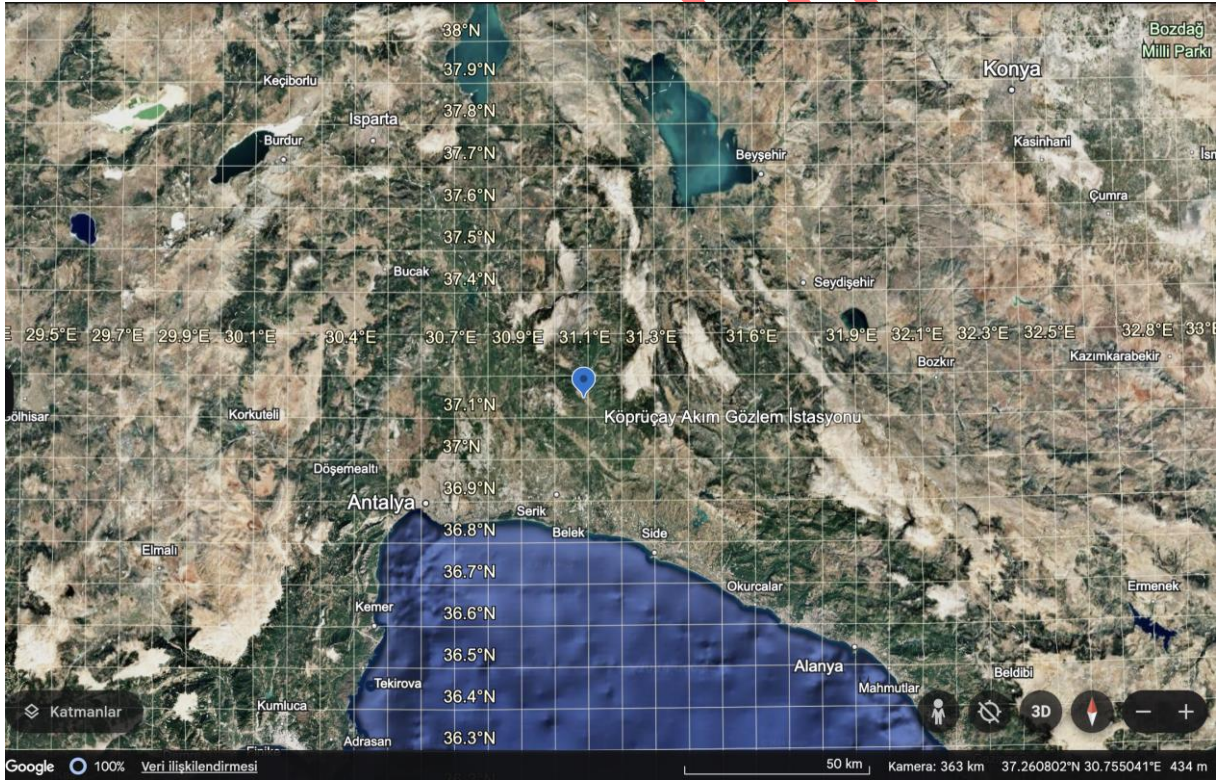 38°N
Bozdağ
Milli Parkı
37.9°N
Konya
Keçiborlu
37.8°N
Isparta
Kasinhani
Burdur
37.7°N
Beyşehir
37.6°N
Çumra
37.5°N
Bucak
37.4°N
Seydişehir
29.5°E 29.7°E 29.9°E 30.1°E 30.4°E 30.7°E 30.9°E 31.1°E 31.3°E 31.6°E 31.9°E 32.1°E 32.3°E 32.5°E 32.8°E
Bozkır
Kazımkarabekir
37.1°N
Korkuteli
Köprüçay Akım Gözlem İstasyonu
37°N
Döşemealtı
36.9°N
Antalya
Serik
36.8°N
Belek
Side
Elmalı
36.7°N
Okurcalar
Ermenek
Kemer
36.6°N
36.5°N
Alanya
Beldibi
Tekirova
Mahmutlar
36.4°N
Katmanlar
Kumluca
3D
36.3°N
Adrasan
Google 100% Veri ilişkilendirmesi 50 km Kamera: 363 km 37.260802°N 30.755041°E 434 m